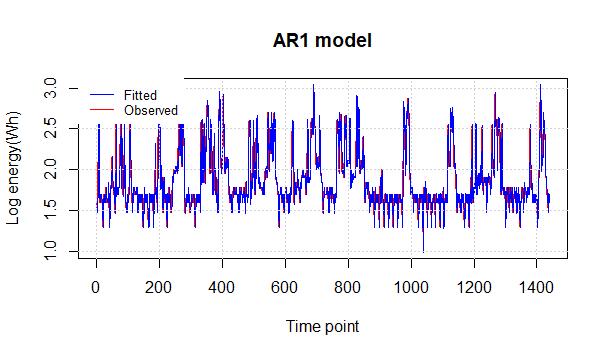 AR1 model
Fitted
Observed
Log energy(Wh)
3.0
2.5
2.0
1.5
1.0
0 200 400 600 800 1000 1200 1400
Time point